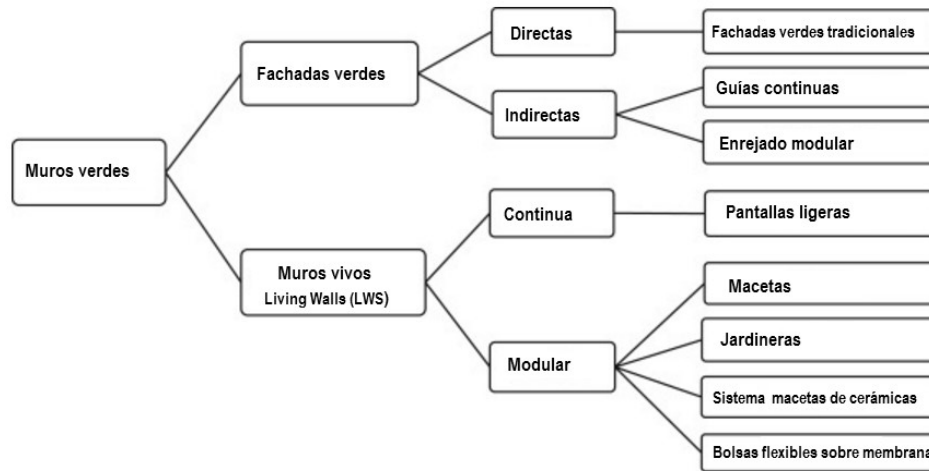 Directas
Fachadas verdes tradicionales
Fachadas verdes
Guías continuas
Indirectas
Enrejado modular
Muros verdes
Continua
Pantallas ligeras
Muros vivos
Living Walls (LWS)
Macetas
Jardineras
Modular
Sistema macetas de cerámicas
Bolsas flexibles sobre membrana